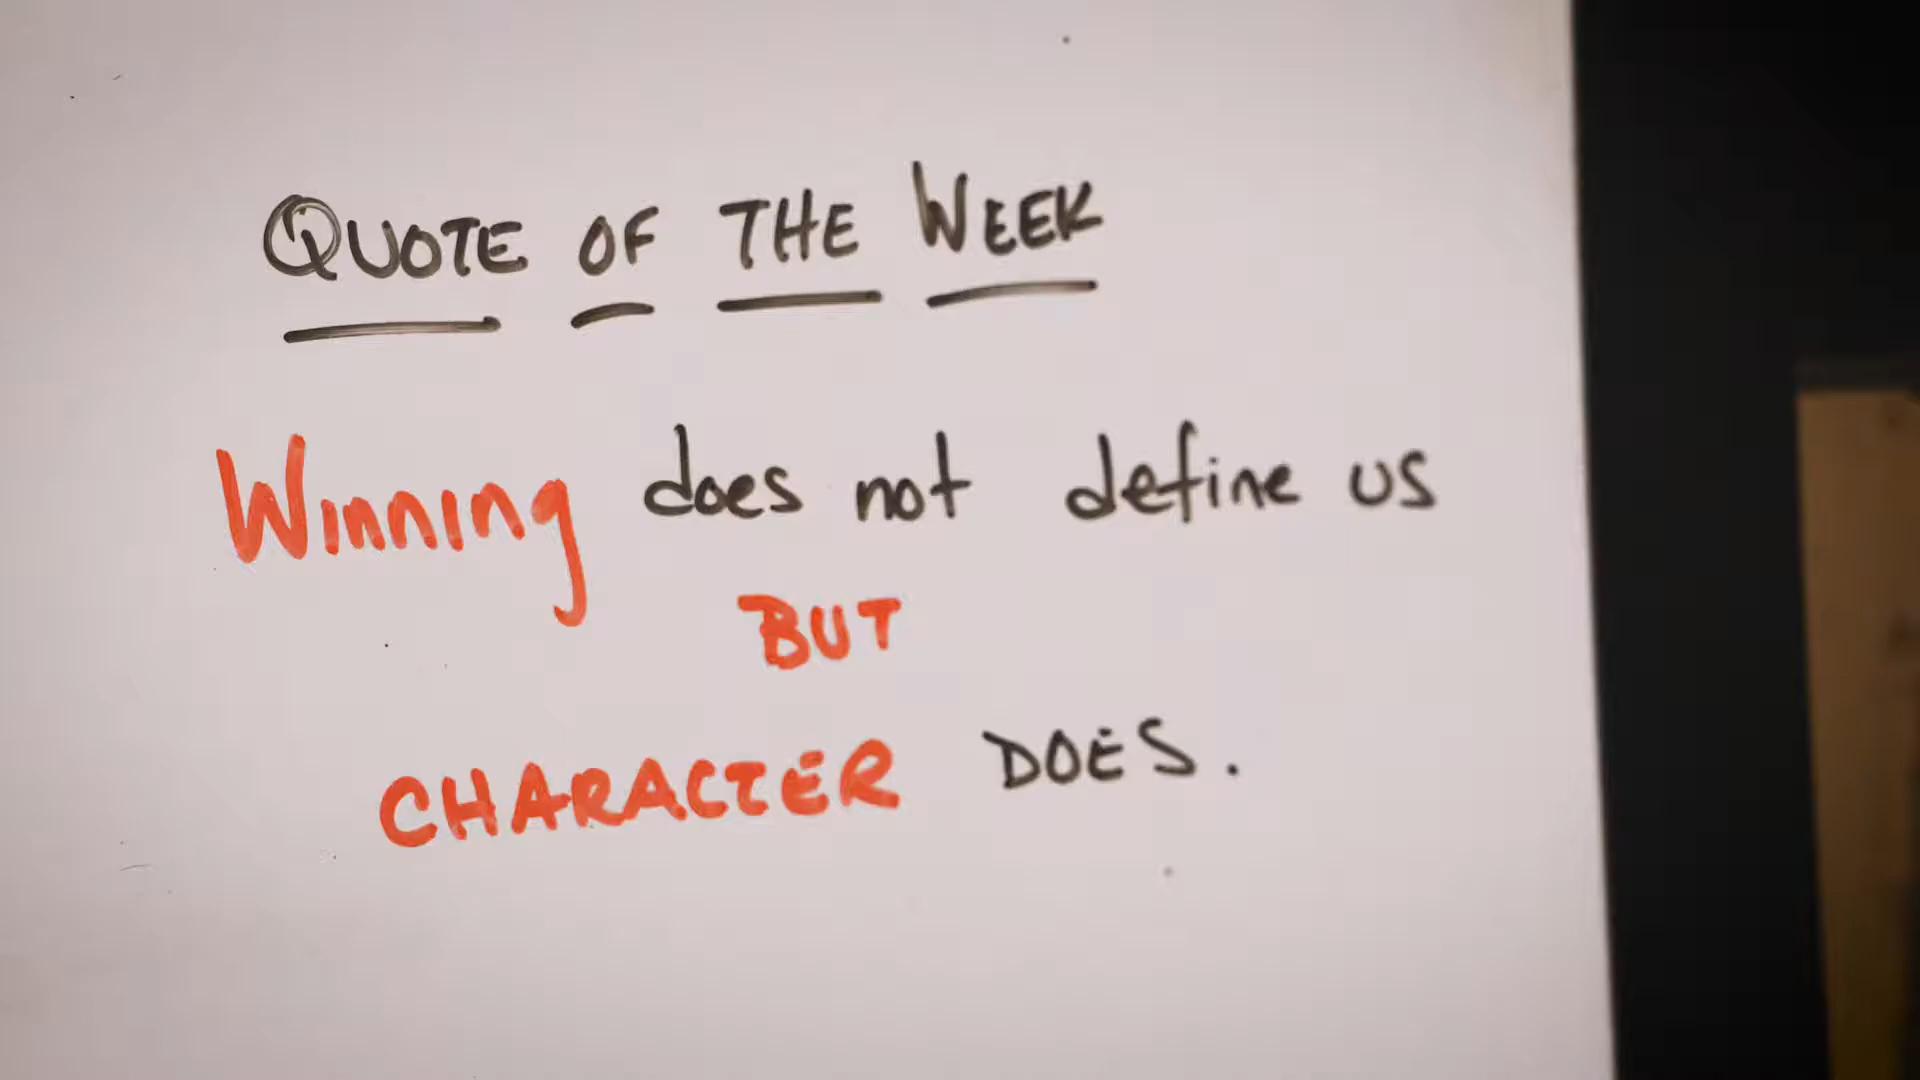 QUOTE OF THE WEEK
Winning does not define us
BUT
CHARACTER DOES.